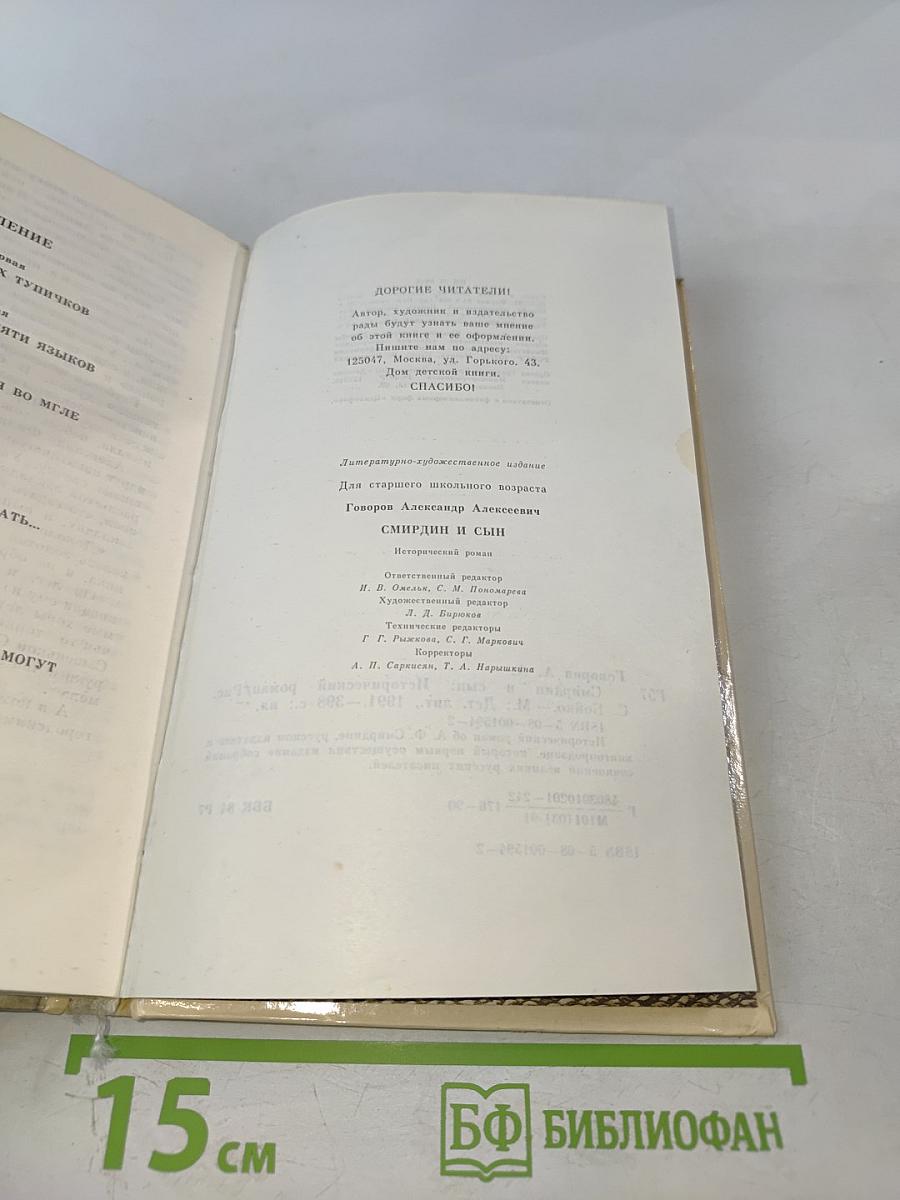 ЛЕНИЕ
рвая
Х ТУПИЧКОВ
ая
ЯТИ ЯЗЫКОВ
Я ВО МГЛЕ
АТЬ...
МОГУТ
ДОРОГИЕ ЧИТАТЕЛИ!
Автор, художник и издательство
рады будут узнать ваше мнение
об этой книге и ее оформлении.
Пишите нам по адресу:
125047, Москва, ул. Горького, 43.
Дом детской книги.
СПАСИБО!
Литературно-художественное издание
Для старшего школьного возраста
Говоров Александр Алексеевич
СМИРДИН И СЫН
Исторический роман
Ответственный редактор
И. В. Омельк, С. М. Пономарева
Художественный редактор
Л. Д. Бирюков
Технические редакторы
Г Г. Рыжкова, С. Г. Маркович
Корректоры
А. П. Саркисян, Т. А. Нарышкина
15 см
БФ БИБЛИОФАН